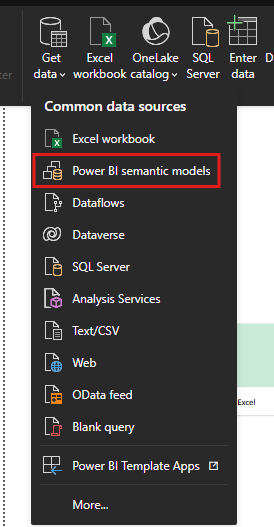 Get
data
Excel
workbook
OneLake
catalog
SQL
Server
Enter
data
Common data sources
Excel workbook
Power BI semantic models
Dataflows
Dataverse
SQL Server
Analysis Services
Text/CSV
Web
OData feed
Blank query
Power BI Template Apps
More...
Excel